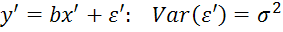 y′ = bx′ + ε′: Var(ε′) = σ²